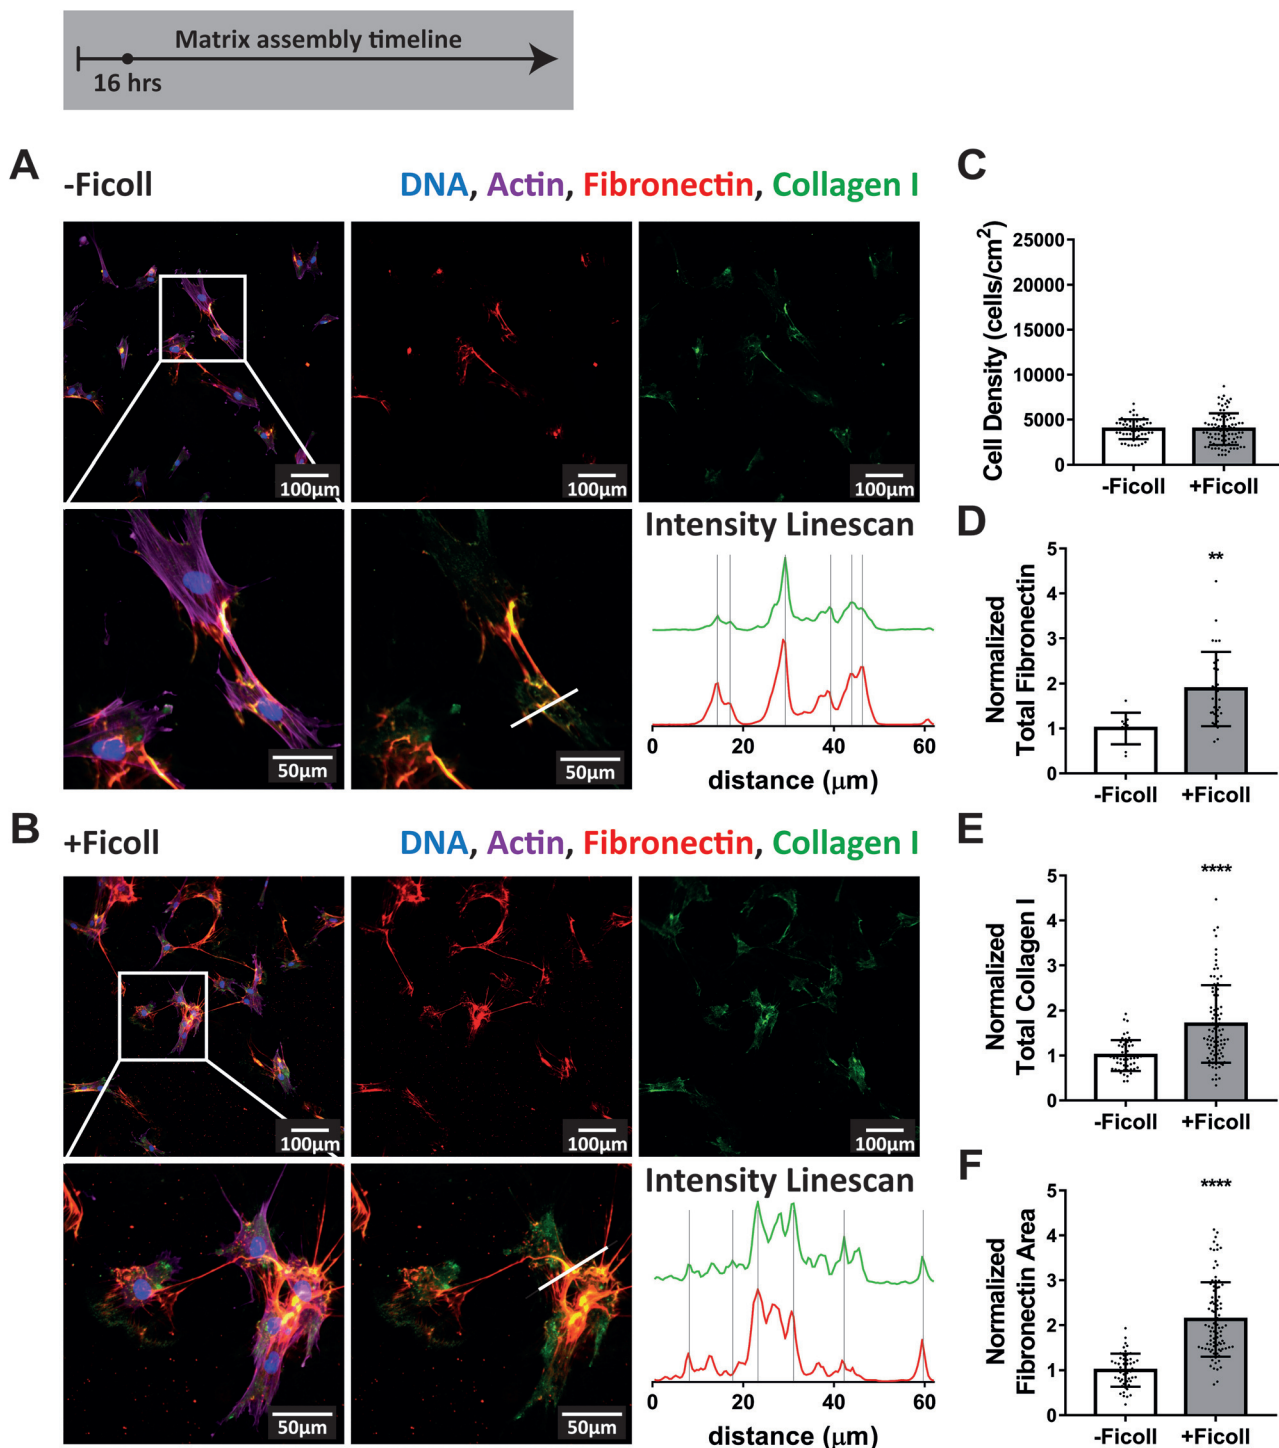 Matrix assembly timeline
16 hrs
A
-Ficoll
DNA, Actin, Fibronectin, Collagen I
100µm
100µm
100µm
50µm
50µm
Intensity Linescan
0 20 40 60
distance (µm)
B
+Ficoll
DNA, Actin, Fibronectin, Collagen I
100µm
100µm
100µm
50µm
50µm
Intensity Linescan
0 20 40 60
distance (µm)
C
Cell Density (cells/cm²)
25000
20000
15000
10000
5000
0
-Ficoll +Ficoll
D
Normalized
Total Fibronectin
5
4
3
2
1
0
**
-Ficoll +Ficoll
E
Normalized
Total Collagen I
5
4
3
2
1
0
****
-Ficoll +Ficoll
F
Normalized
Fibronectin Area
5
4
3
2
1
0
****
-Ficoll +Ficoll